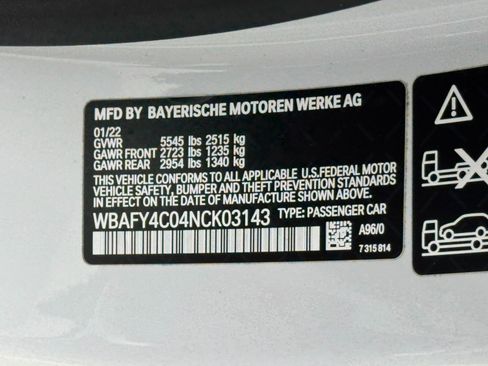 MFD BY BAYERISCHE MOTOREN WERKE AG
01/22
GVWR 5545 lbs 2515 kg
GAWR FRONT 2723 lbs 1235 kg
GAWR REAR 2954 lbs 1340 kg
THIS VEHICLE CONFORMS TO ALL APPLICABLE U.S.FEDERAL MOTOR
VEHICLE SAFETY, BUMPER AND THEFT PREVENTION STANDARDS
IN EFFECT ON THE DATE OF MANUFACTURE SHOWN ABOVE.
WBAFY4C04NCK03143 TYPE: PASSENGER CAR
A96/0
7 315 814